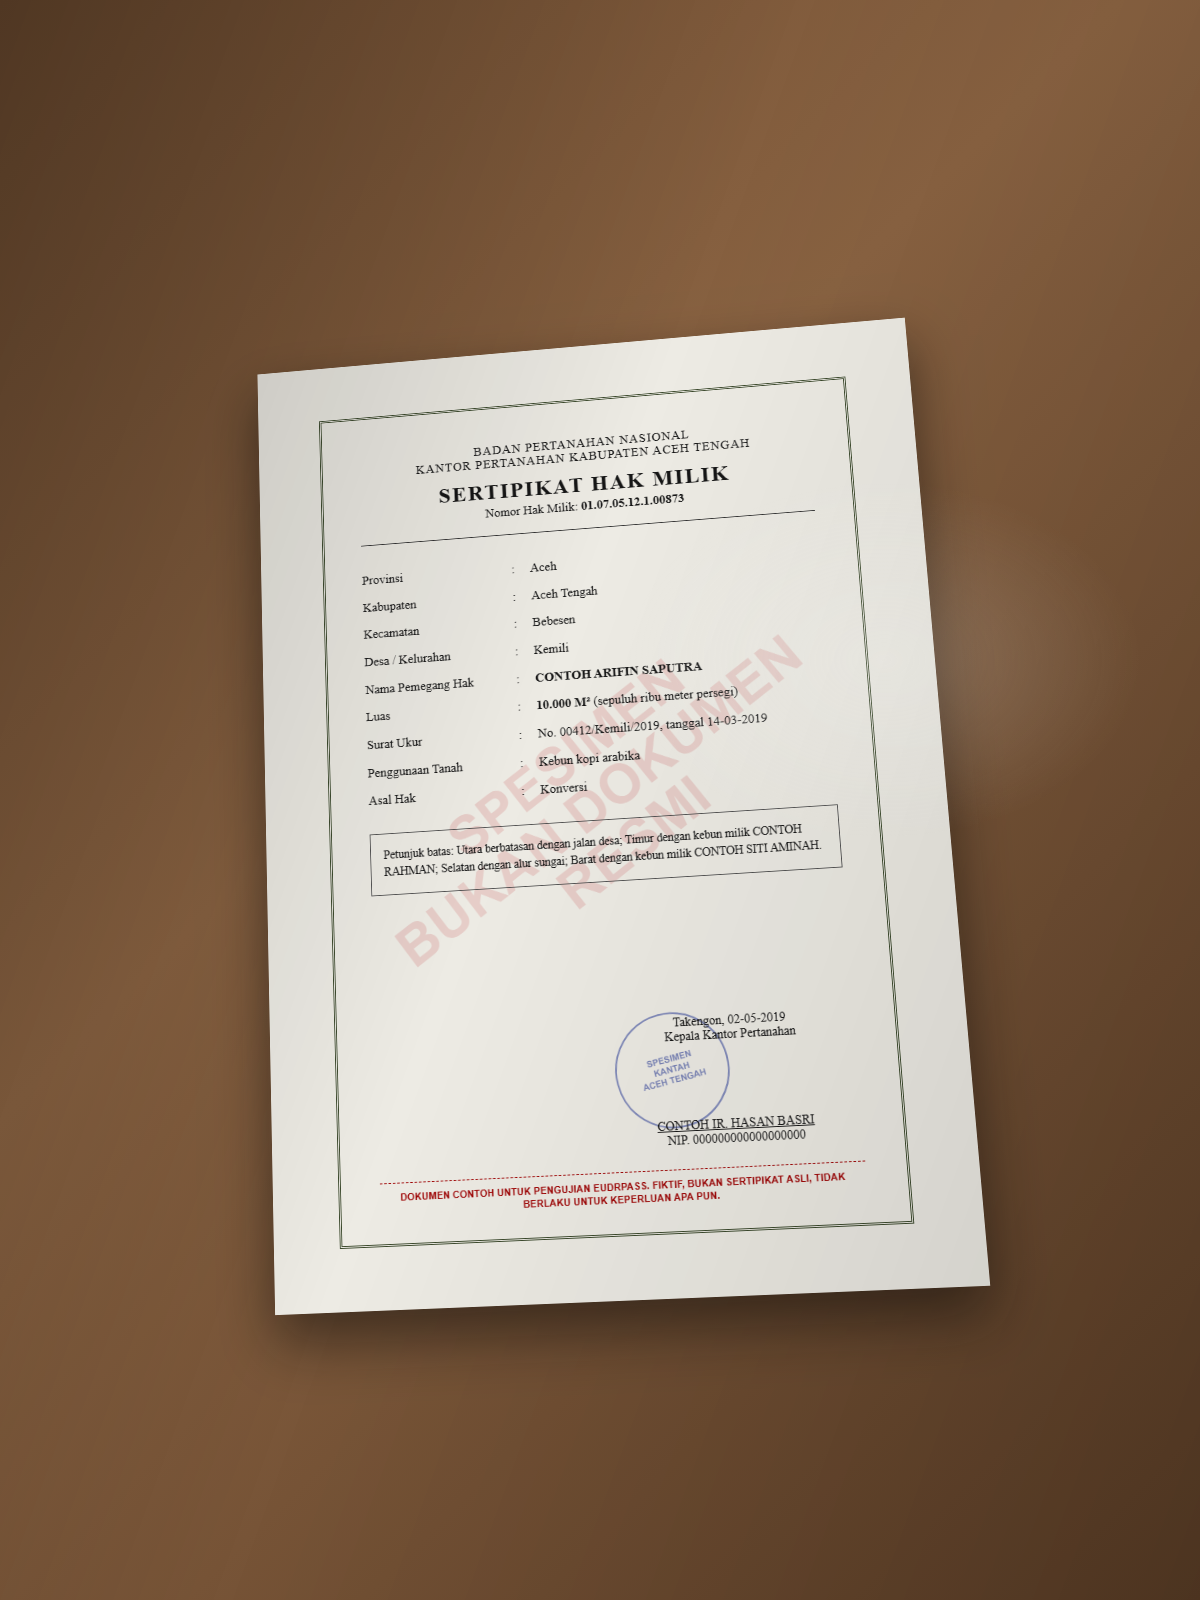 BADAN PERTANAHAN NASIONAL
KANTOR PERTANAHAN KABUPATEN ACEH TENGAH
SERTIPIKAT HAK MILIK
Nomor Hak Milik: 01.07.05.12.1.00873
Provinsi : Aceh
Kabupaten : Aceh Tengah
Kecamatan : Bebesen
Desa / Kelurahan : Kemili
Nama Pemegang Hak : CONTOH ARIFIN SAPUTRA
Luas : 10.000 M² (sepuluh ribu meter persegi)
Surat Ukur : No. 00412/Kemili/2019, tanggal 14-03-2019
Penggunaan Tanah : Kebun kopi arabika
Asal Hak : Konversi
SPESIMEN
BUKAN DOKUMEN
RESMI
Petunjuk batas: Utara berbatasan dengan jalan desa; Timur dengan kebun milik CONTOH
RAHMAN; Selatan dengan alur sungai; Barat dengan kebun milik CONTOH SITI AMINAH.
Takengon, 02-05-2019
Kepala Kantor Pertanahan
SPESIMEN
KANTAH
ACEH TENGAH
CONTOH IR. HASAN BASRI
NIP. 000000000000000000
DOKUMEN CONTOH UNTUK PENGUJIAN EUDRPASS. FIKTIF, BUKAN SERTIPIKAT ASLI, TIDAK
BERLAKU UNTUK KEPERLUAN APA PUN.